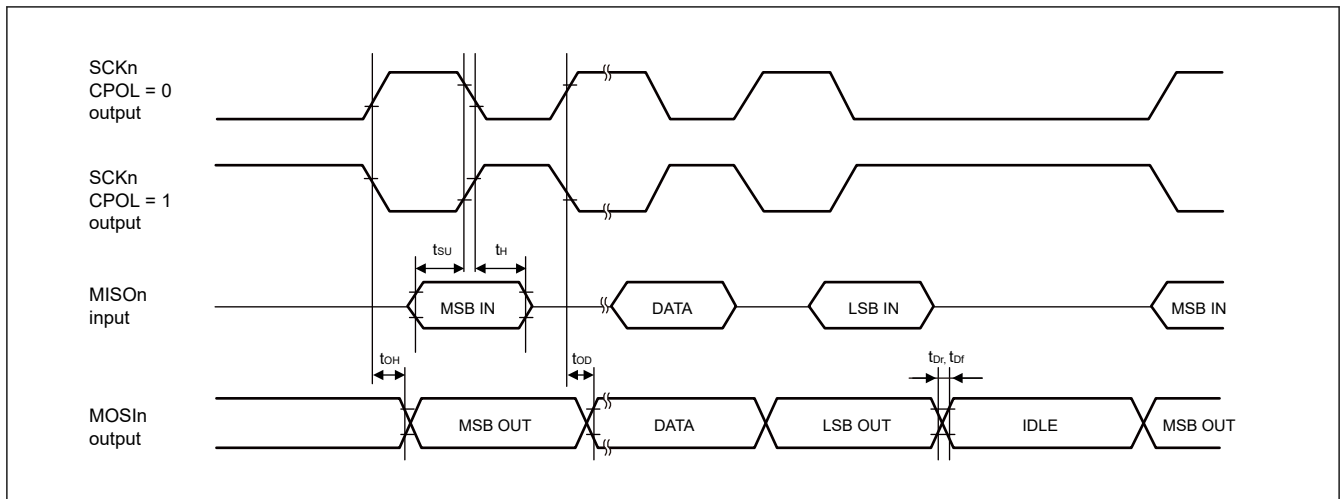 SCKn
CPOL = 0
output
SCKn
CPOL = 1
output
tSU
tH
MISOn
input
MSB IN
DATA
LSB IN
MSB IN
tOH
tOD
tDr, tDf
MOSIn
output
MSB OUT
DATA
LSB OUT
IDLE
MSB OUT